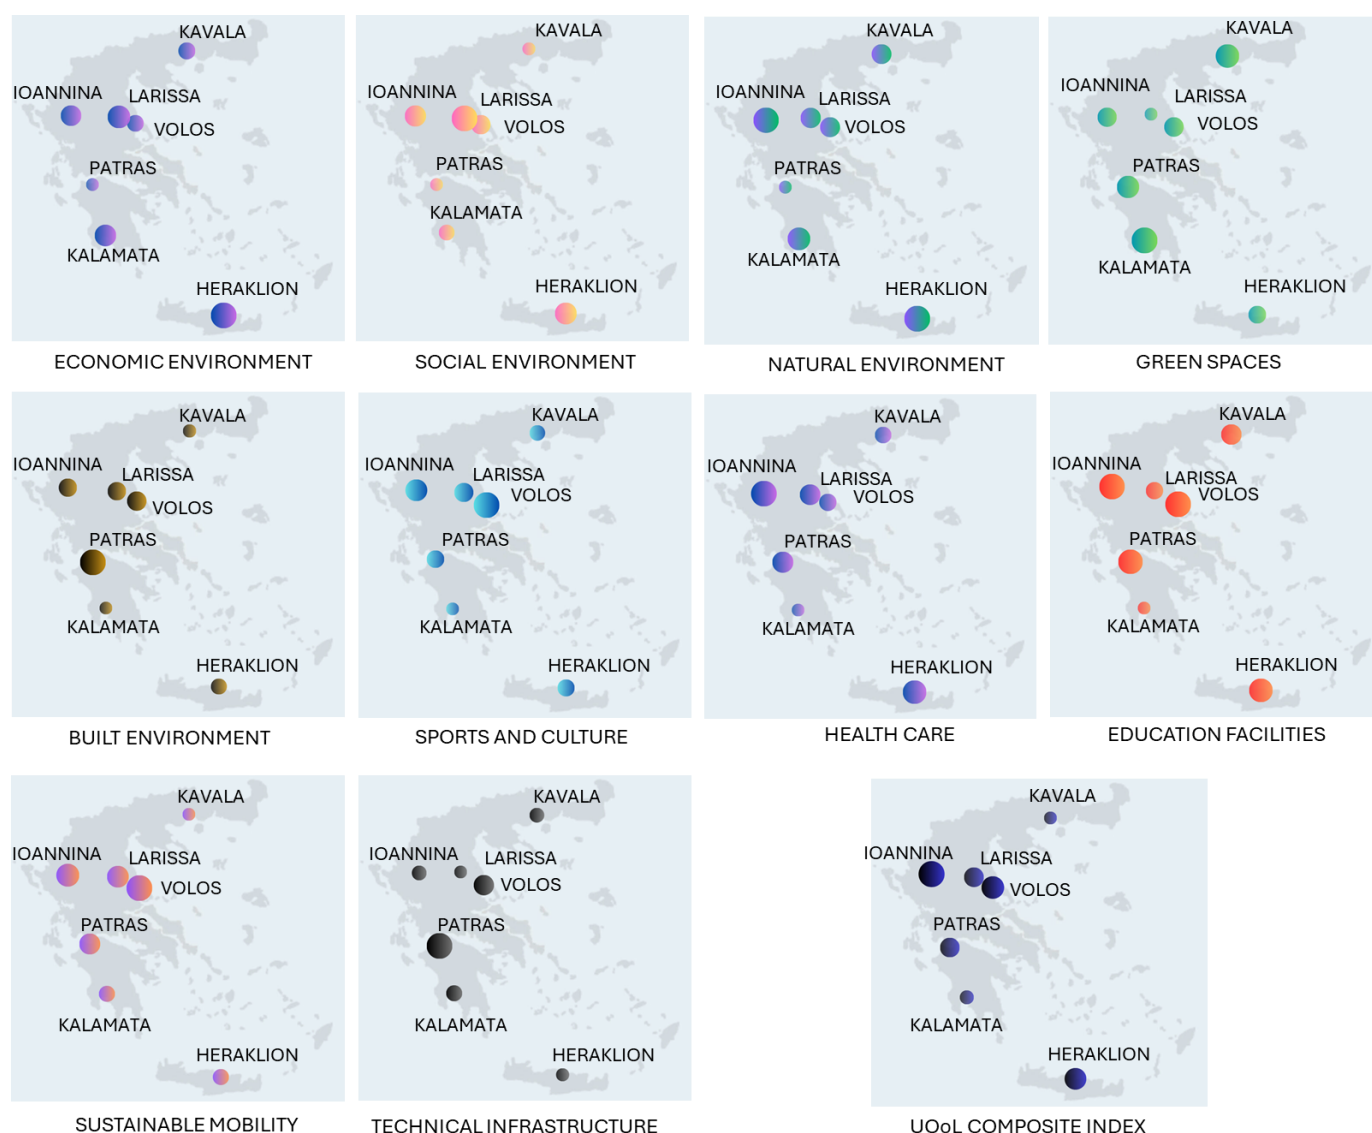 KAVALA
IOANNINA
LARISSA
VOLOS
PATRAS
KALAMATA
HERAKLION
ECONOMIC ENVIRONMENT
KAVALA
IOANNINA
LARISSA
VOLOS
PATRAS
KALAMATA
HERAKLION
SOCIAL ENVIRONMENT
KAVALA
IOANNINA
LARISSA
VOLOS
PATRAS
KALAMATA
HERAKLION
NATURAL ENVIRONMENT
KAVALA
IOANNINA
LARISSA
VOLOS
PATRAS
KALAMATA
HERAKLION
GREEN SPACES
KAVALA
IOANNINA
LARISSA
VOLOS
PATRAS
KALAMATA
HERAKLION
BUILT ENVIRONMENT
KAVALA
IOANNINA
LARISSA
VOLOS
PATRAS
KALAMATA
HERAKLION
SPORTS AND CULTURE
KAVALA
IOANNINA
LARISSA
VOLOS
PATRAS
KALAMATA
HERAKLION
HEALTH CARE
KAVALA
IOANNINA
LARISSA
VOLOS
PATRAS
KALAMATA
HERAKLION
EDUCATION FACILITIES
KAVALA
IOANNINA
LARISSA
VOLOS
PATRAS
KALAMATA
HERAKLION
SUSTAINABLE MOBILITY
KAVALA
IOANNINA
LARISSA
VOLOS
PATRAS
KALAMATA
HERAKLION
TECHNICAL INFRASTRUCTURE
KAVALA
IOANNINA
LARISSA
VOLOS
PATRAS
KALAMATA
HERAKLION
UQoL COMPOSITE INDEX